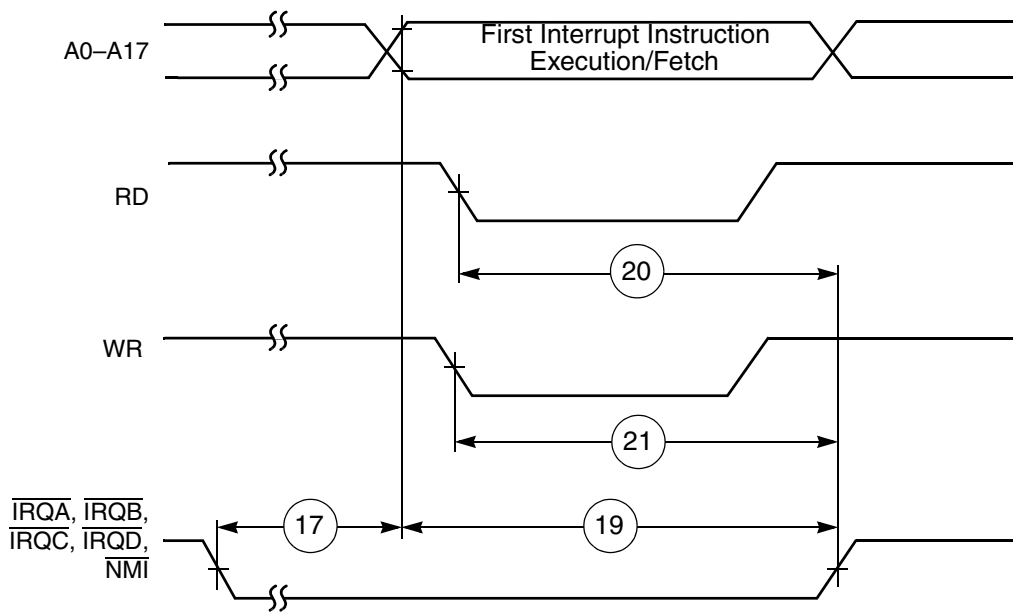 A0–A17
First Interrupt Instruction
Execution/Fetch
RD
20
WR
21
IRQA, IRQB,
IRQC, IRQD,
NMI
17
19